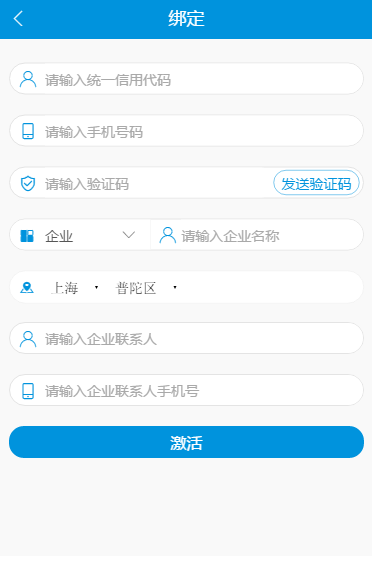 绑定
请输入统一信用代码
请输入手机号码
请输入验证码 发送验证码
企业 请输入企业名称
上海 普陀区
请输入企业联系人
请输入企业联系人手机号
激活